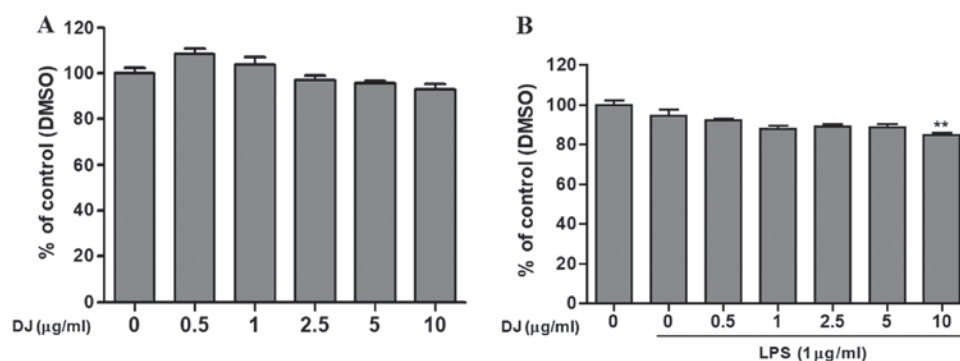 A
% of control (DMSO)
120
100
80
60
40
20
0
DJ (μg/ml) 0 0.5 1 2.5 5 10
B
% of control (DMSO)
120
100
80
60
40
20
0
**
DJ (μg/ml) 0 0 0.5 1 2.5 5 10
LPS (1μg/ml)